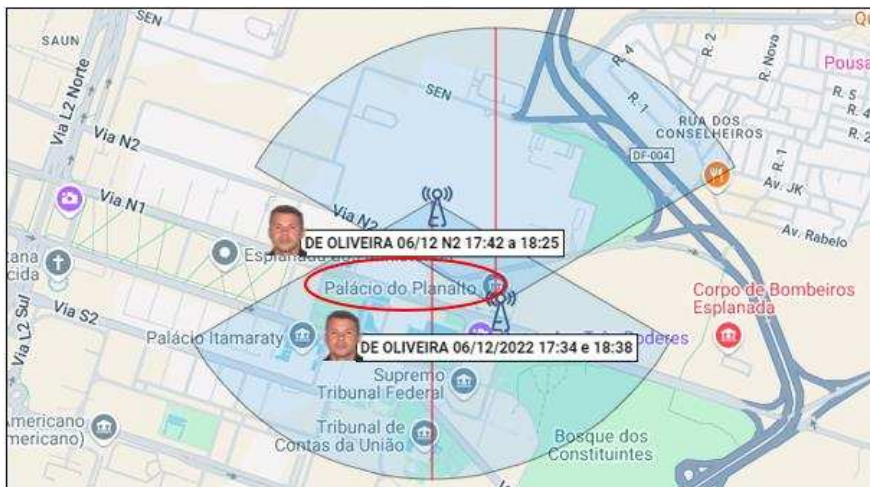 SEN
SAUN
Via L2 Norte
SEN
R. 4
R. 2
R. Nova
Pousa
R. 5
R. 4
R. 2
R. 1
RUA DOS
CONSELHEIROS
DF-004
R. 1
Av. JK
Av. Rabelo
Via N2
Via N1
Via N2
DE OLIVEIRA 06/12 N2 17:42 a 18:25
Palácio do Planalto
Via S2
Via L2 Sul
Palácio Itamaraty
Corpo de Bombeiros
Esplanada
DE OLIVEIRA 06/12/2022 17:34 e 18:38
Supremo
Tribunal Federal
Tribunal de
Contas da União
Bosque dos
Constituintes
Americano